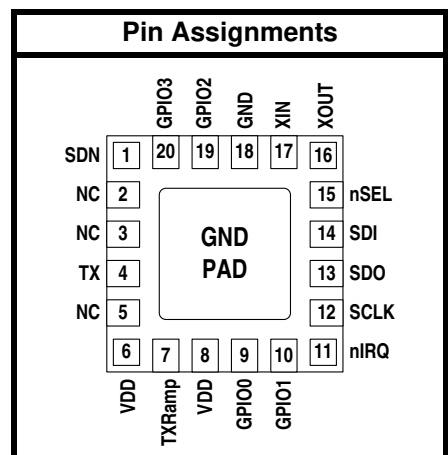 Pin Assignments
GPIO3
GPIO2
GND
XIN
XOUT
SDN 1 20 19 18 17 16
NC 2 15 nSEL
NC 3 14 SDI
GND
PAD
TX 4 13 SDO
NC 5 12 SCLK
6 7 8 9 10 11 nIRQ
VDD
TXRamp
VDD
GPIO0
GPIO1